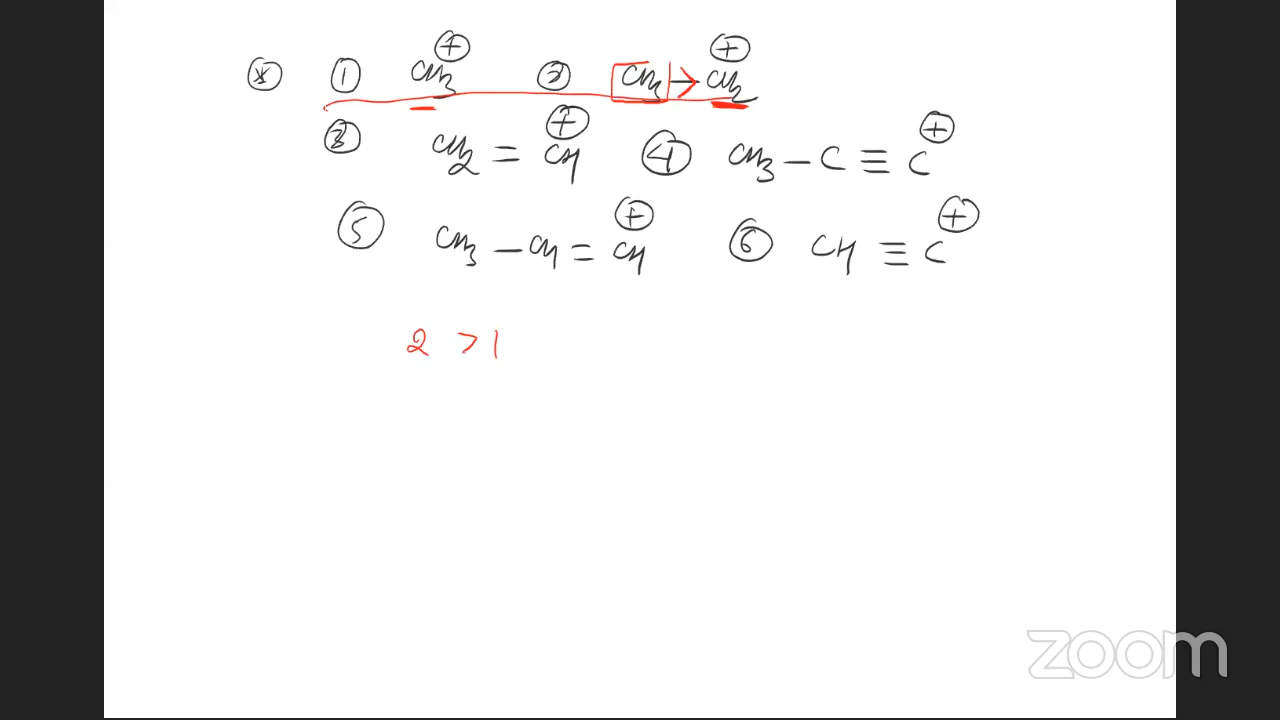 * ① CH3⊕ ② CH3 → CH2⊕
③ CH2 = CH⊕ ④ CH3 – C ≡ C⊕
⑤ CH3 – CH = CH⊕ ⑥ CH ≡ C⊕
2 > 1
zoom